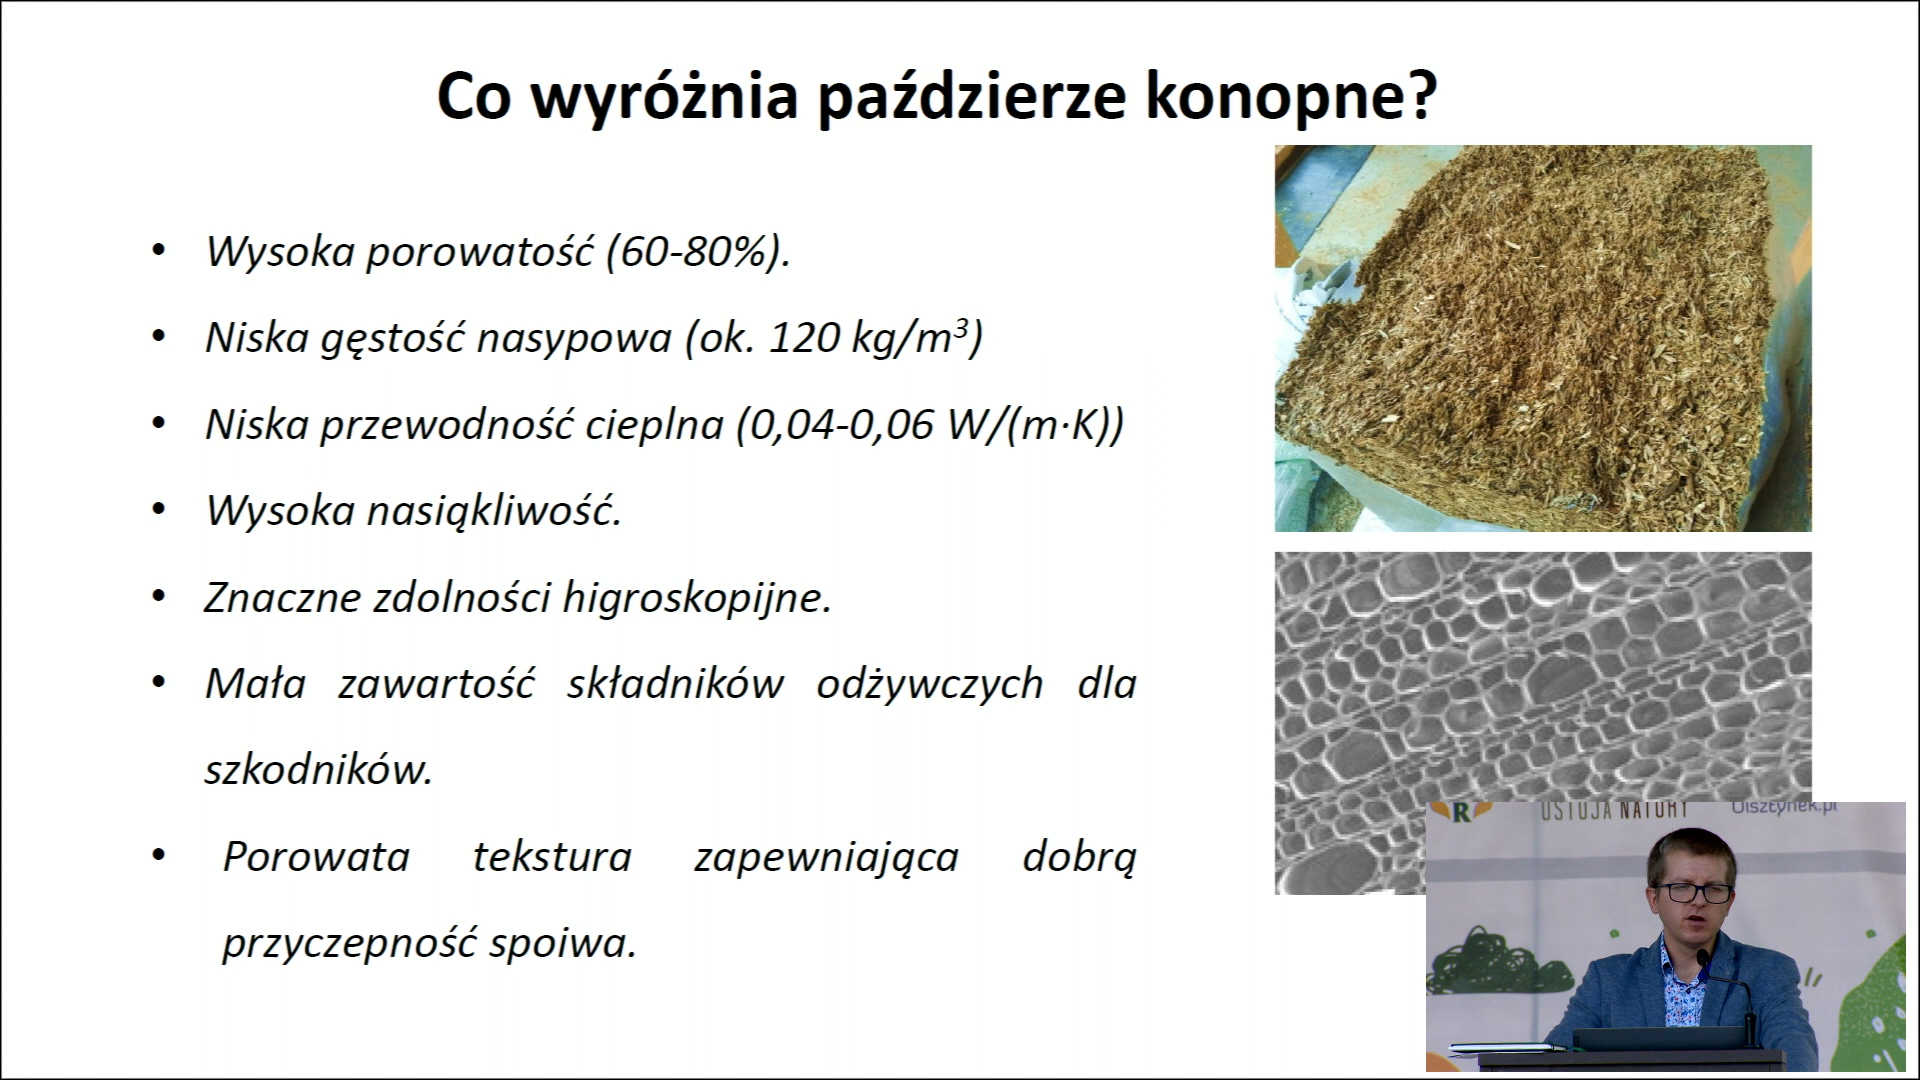 Co wyróżnia paździerze konopne?
• Wysoka porowatość (60-80%).
• Niska gęstość nasypowa (ok. 120 kg/m³)
• Niska przewodność cieplna (0,04-0,06 W/(m·K))
• Wysoka nasiąkliwość.
• Znaczne zdolności higroskopijne.
• Mała zawartość składników odżywczych dla
szkodników.
• Porowata tekstura zapewniająca dobrą
przyczepność spoiwa.
R
OSTOJA NATURY
Olsztynek.pl